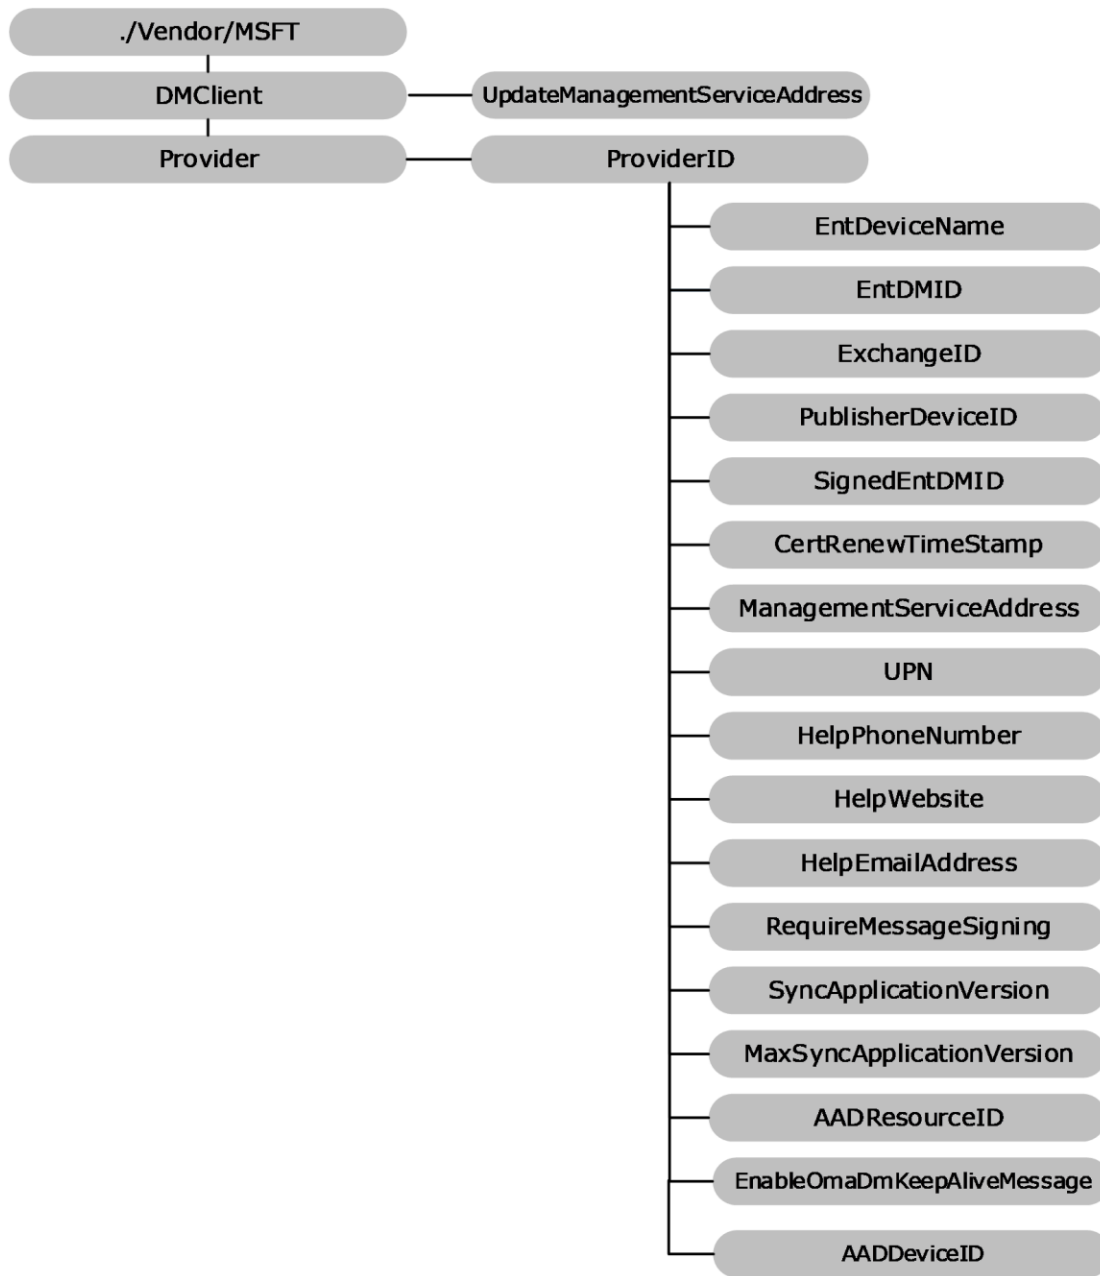 ./Vendor/MSFT
DMClient
UpdateManagementServiceAddress
Provider
ProviderID
EntDeviceName
EntDMID
ExchangeID
PublisherDeviceID
SignedEntDMID
CertRenewTimeStamp
ManagementServiceAddress
UPN
HelpPhoneNumber
HelpWebsite
HelpEmailAddress
RequireMessageSigning
SyncApplicationVersion
MaxSyncApplicationVersion
AADResourceID
EnableOmaDmKeepAliveMessage
AADDeviceID